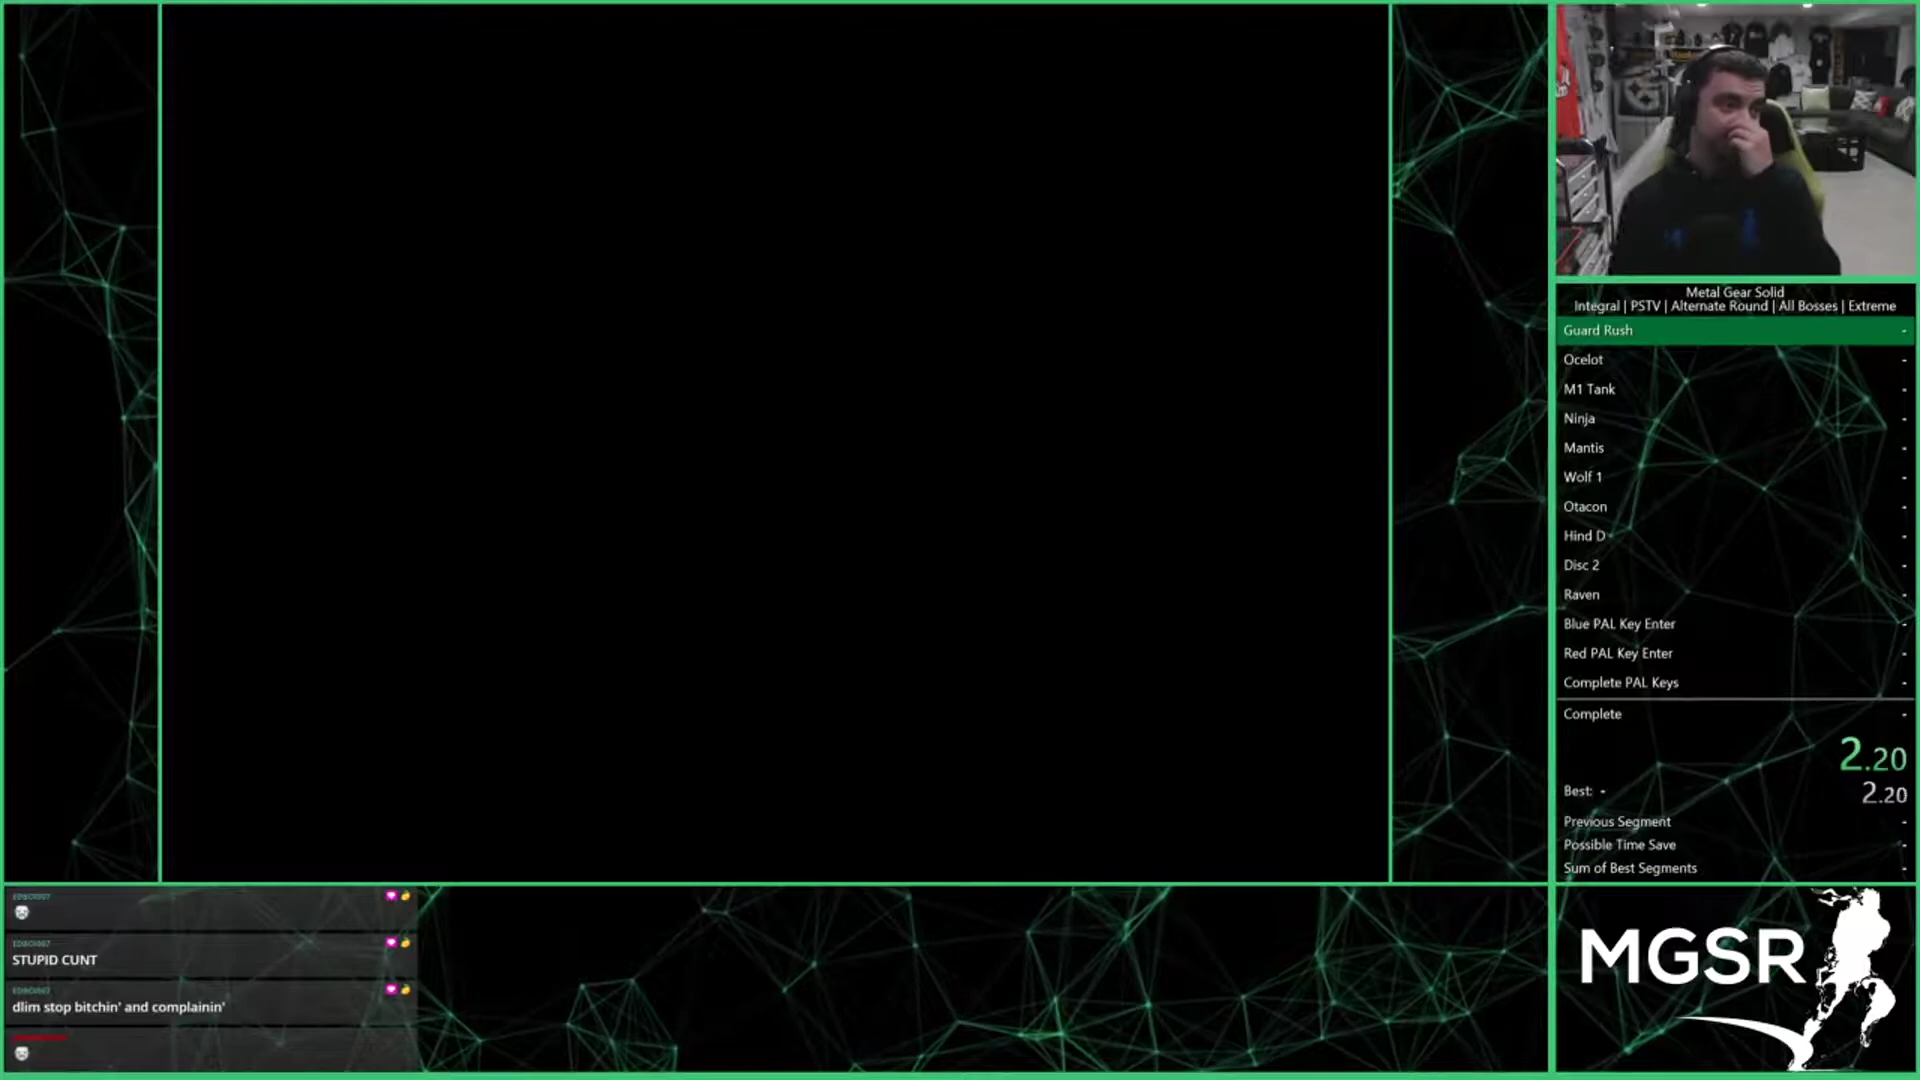 Metal Gear Solid
Integral | PSTV | Alternate Round | All Bosses | Extreme
Guard Rush -
Ocelot -
M1 Tank -
Ninja -
Mantis -
Wolf 1 -
Otacon -
Hind D -
Disc 2 -
Raven -
Blue PAL Key Enter -
Red PAL Key Enter -
Complete PAL Keys -
Complete -
2.20
Best: - 2.20
Previous Segment -
Possible Time Save -
Sum of Best Segments -
STUPID CUNT
dlim stop bitchin' and complainin'
MGSR